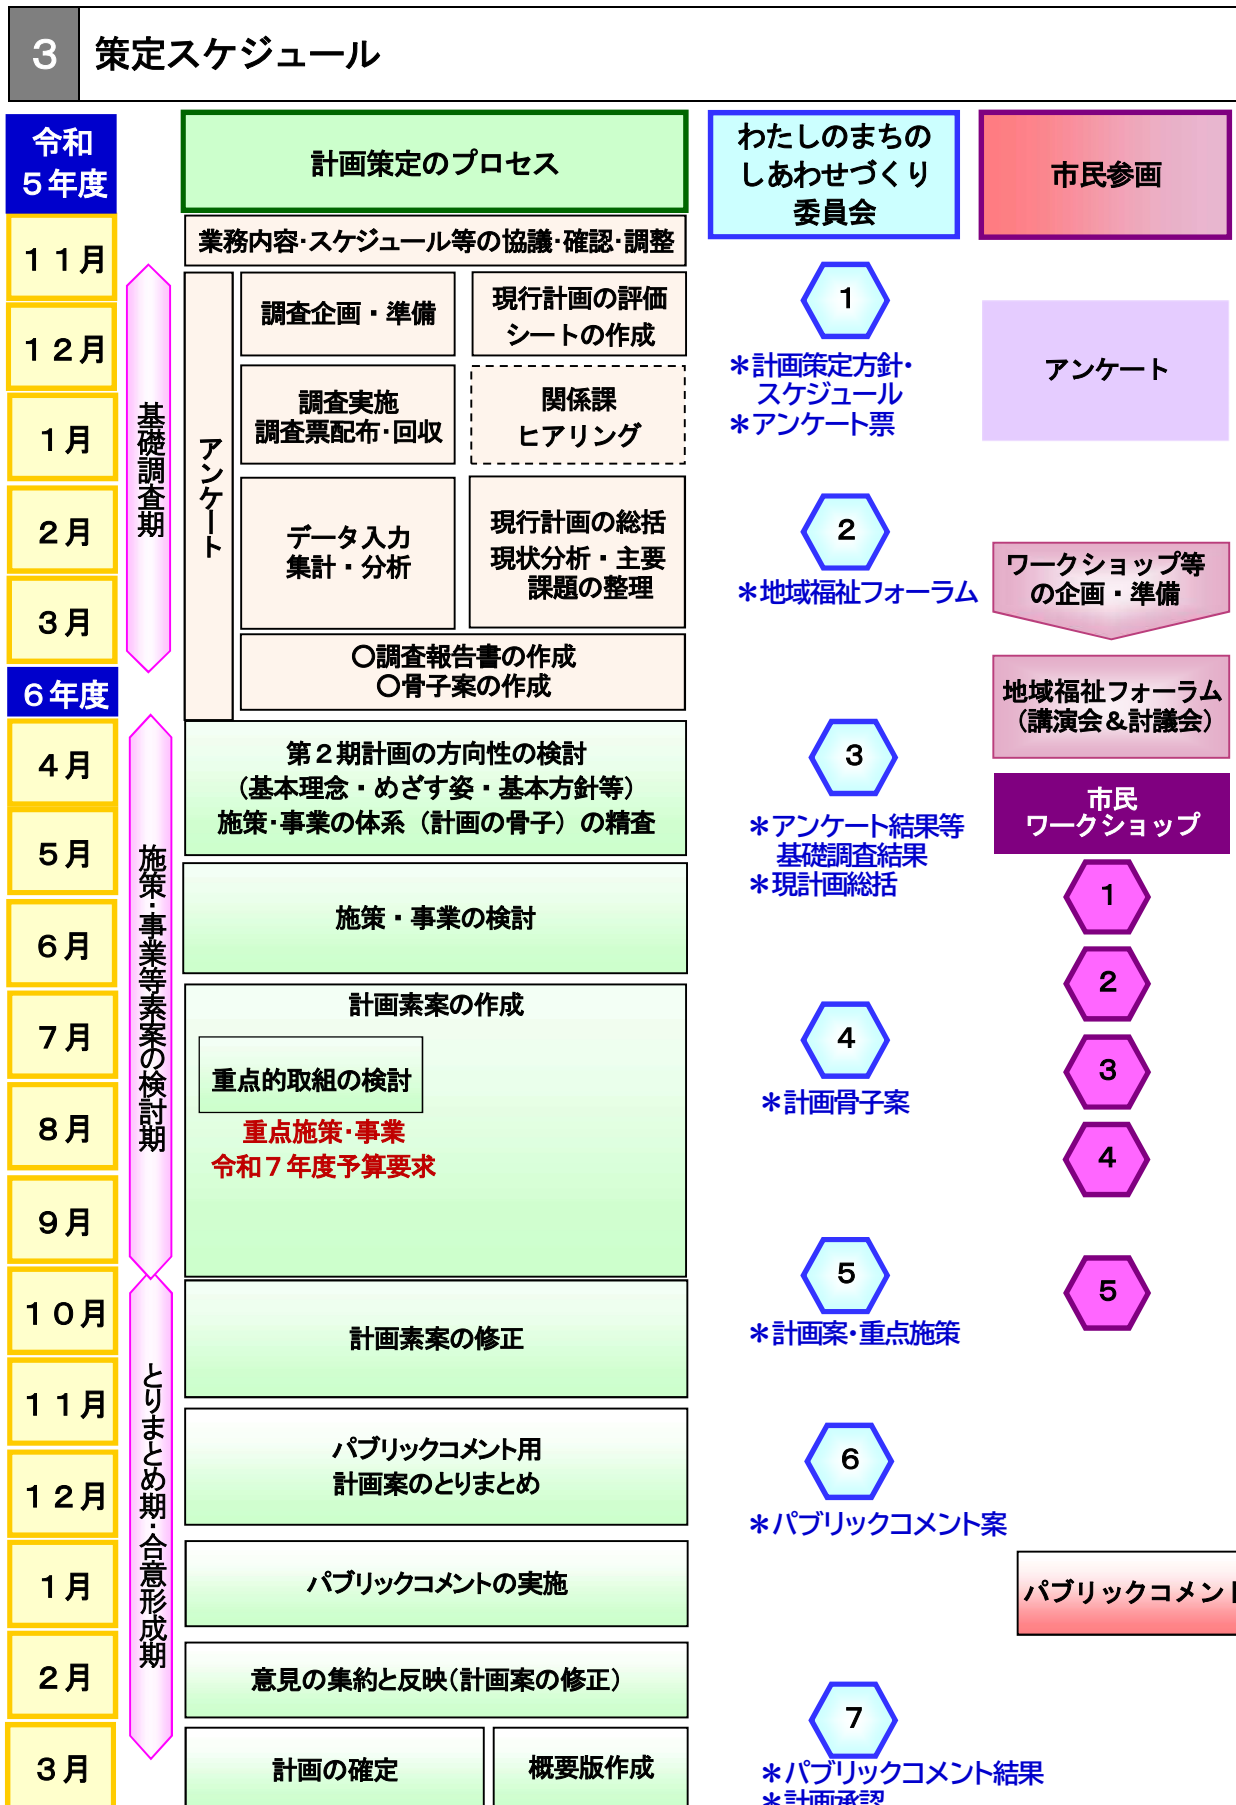 ３ 策定スケジュール
令和
５年度
計画策定のプロセス
わたしのまちの
しあわせづくり
委員会
市民参画
１１月
１２月
１月
２月
３月
６年度
４月
５月
６月
７月
８月
９月
１０月
１１月
１２月
１月
２月
３月
基礎調査期
施策・事業等素案の検討期
とりまとめ期・合意形成期
業務内容・スケジュール等の協議・確認・調整
アンケート
調査企画・準備
現行計画の評価
シートの作成
調査実施
調査票配布・回収
関係課
ヒアリング
データ入力
集計・分析
現行計画の総括
現状分析・主要
課題の整理
〇調査報告書の作成
〇骨子案の作成
第２期計画の方向性の検討
（基本理念・めざす姿・基本方針等）
施策・事業の体系（計画の骨子）の精査
施策・事業の検討
計画素案の作成
重点的取組の検討
重点施策・事業
令和７年度予算要求
計画素案の修正
パブリックコメント用
計画案のとりまとめ
パブリックコメントの実施
意見の集約と反映（計画案の修正）
計画の確定
概要版作成
１
＊計画策定方針・
スケジュール
＊アンケート票
２
＊地域福祉フォーラム
３
＊アンケート結果等
基礎調査結果
＊現計画総括
４
＊計画骨子案
５
＊計画案・重点施策
６
＊パブリックコメント案
７
＊パブリックコメント結果
＊計画承認
アンケート
ワークショップ等
の企画・準備
地域福祉フォーラム
（講演会＆討議会）
市民
ワークショップ
１
２
３
４
５
パブリックコメント